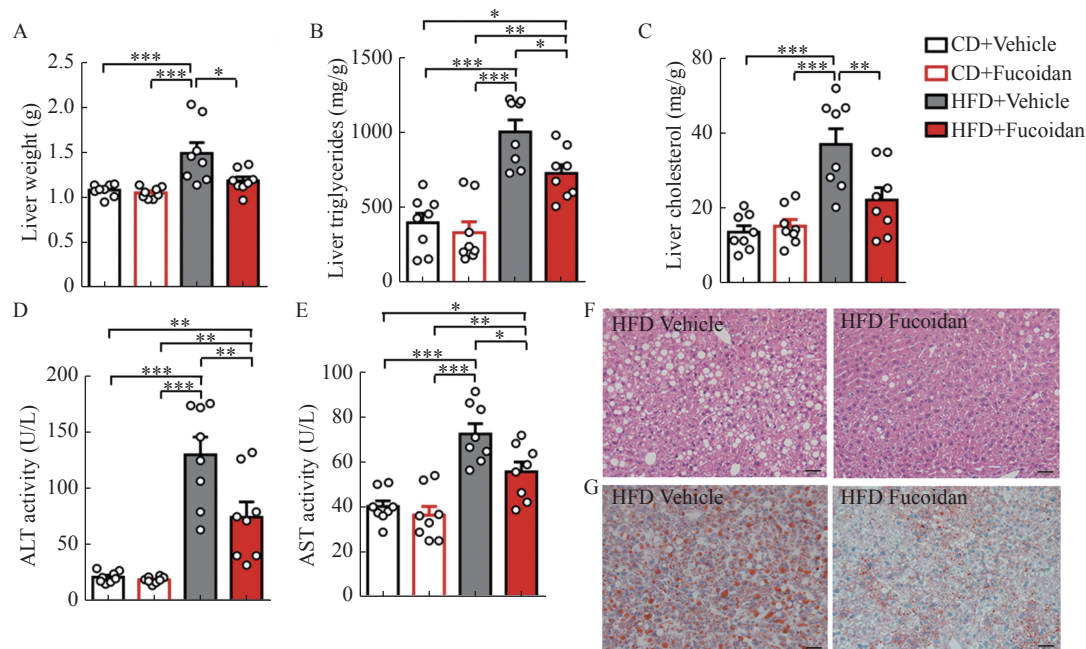 A
Liver weight (g)
2.5
2.0
1.5
1.0
0.5
0
***
***
*
B
Liver triglycerides (mg/g)
1500
1000
500
0
*
**
*
***
***
C
Liver cholesterol (mg/g)
80
60
40
20
0
***
***
**
CD+Vehicle
CD+Fucoidan
HFD+Vehicle
HFD+Fucoidan
D
ALT activity (U/L)
200
150
100
50
0
**
**
**
***
***
E
AST activity (U/L)
100
80
60
40
20
0
*
**
*
***
***
F
HFD Vehicle
HFD Fucoidan
G
HFD Vehicle
HFD Fucoidan